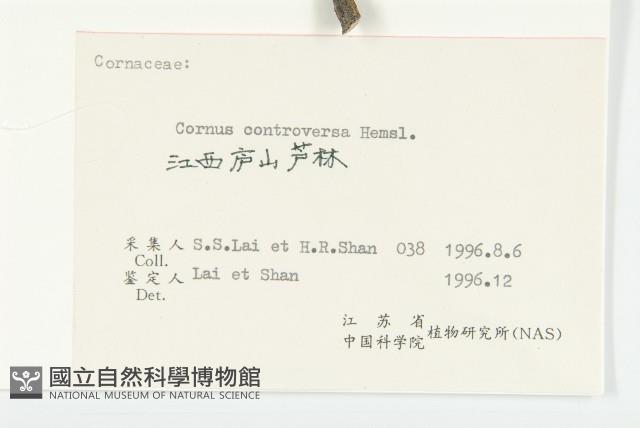 Cornaceae:
Cornus controversa Hemsl.
江西庐山芦林
采集人 S.S.Lai et H.R.Shan 038 1996.8.6
Coll.
鉴定人 Lai et Shan 1996.12
Det.
江苏省
中国科学院 植物研究所(NAS)
國立自然科學博物館
NATIONAL MUSEUM OF NATURAL SCIENCE